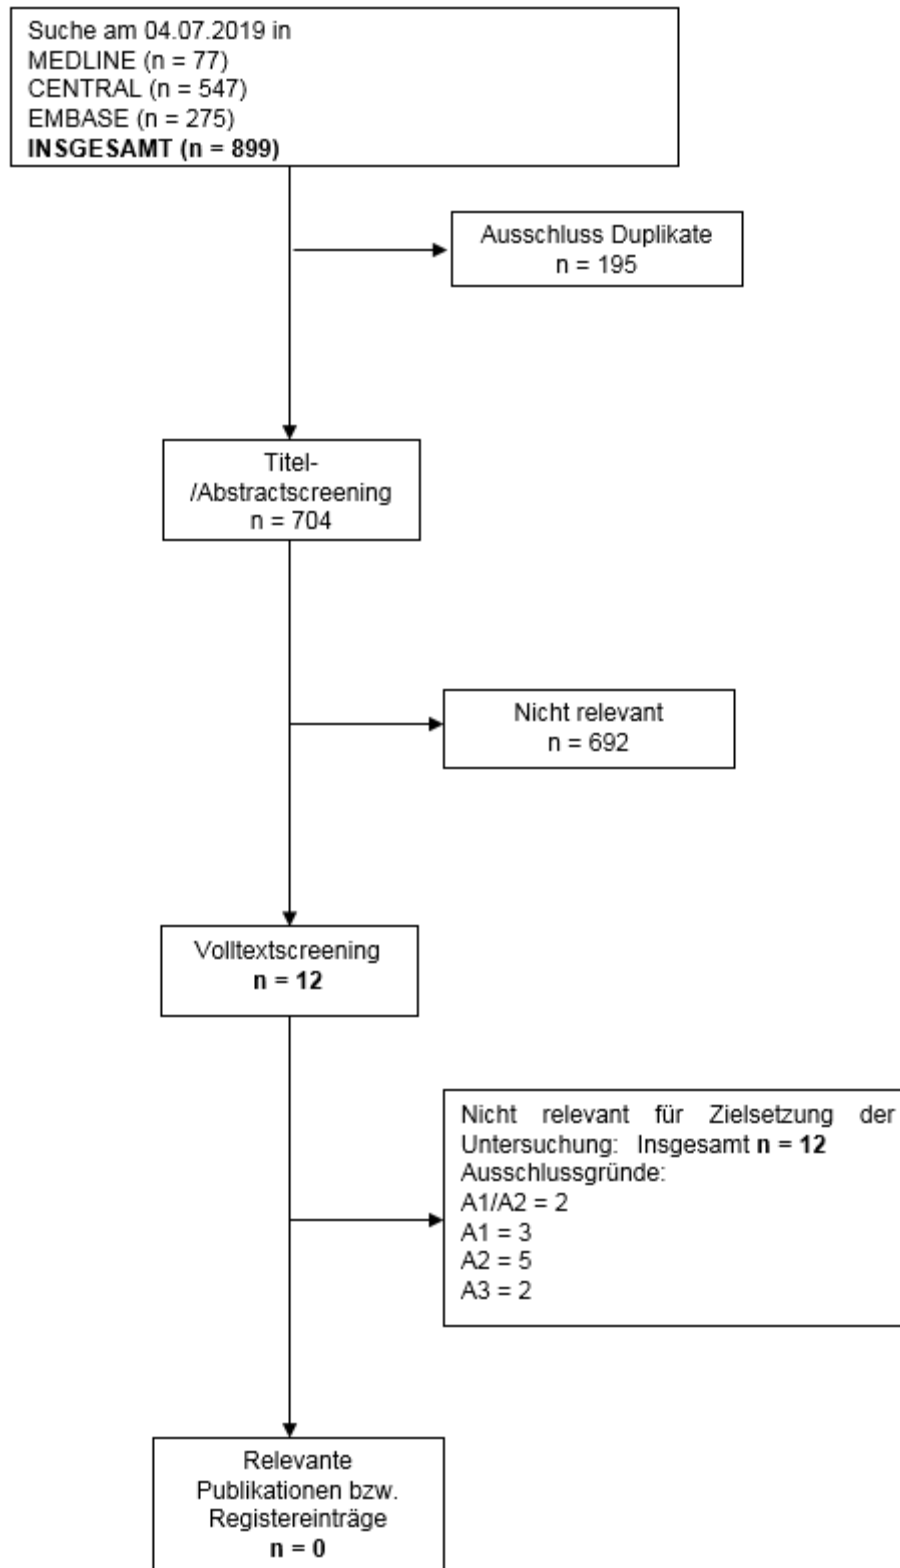 Suche am 04.07.2019 in
MEDLINE (n = 77)
CENTRAL (n = 547)
EMBASE (n = 275)
INSGESAMT (n = 899)
Ausschluss Duplikate
n = 195
Titel-
/Abstractscreening
n = 704
Nicht relevant
n = 692
Volltextscreening
n = 12
Nicht relevant für Zielsetzung der
Untersuchung: Insgesamt n = 12
Ausschlussgründe:
A1/A2 = 2
A1 = 3
A2 = 5
A3 = 2
Relevante
Publikationen bzw.
Registereinträge
n = 0